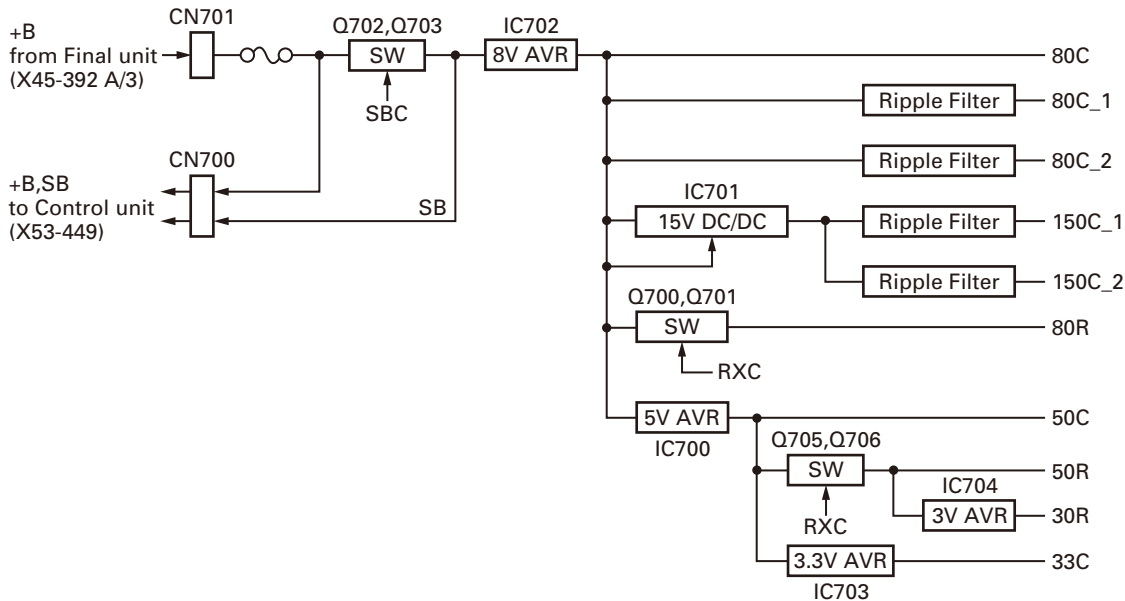 +B
from Final unit
(X45-392 A/3)
CN701
Q702,Q703
SW
SBC
IC702
8V AVR
80C
Ripple Filter
80C_1
Ripple Filter
80C_2
CN700
+B,SB
to Control unit
(X53-449)
SB
IC701
15V DC/DC
Ripple Filter
150C_1
Ripple Filter
150C_2
Q700,Q701
SW
80R
RXC
5V AVR
IC700
50C
Q705,Q706
SW
50R
RXC
IC704
3V AVR
30R
3.3V AVR
33C
IC703